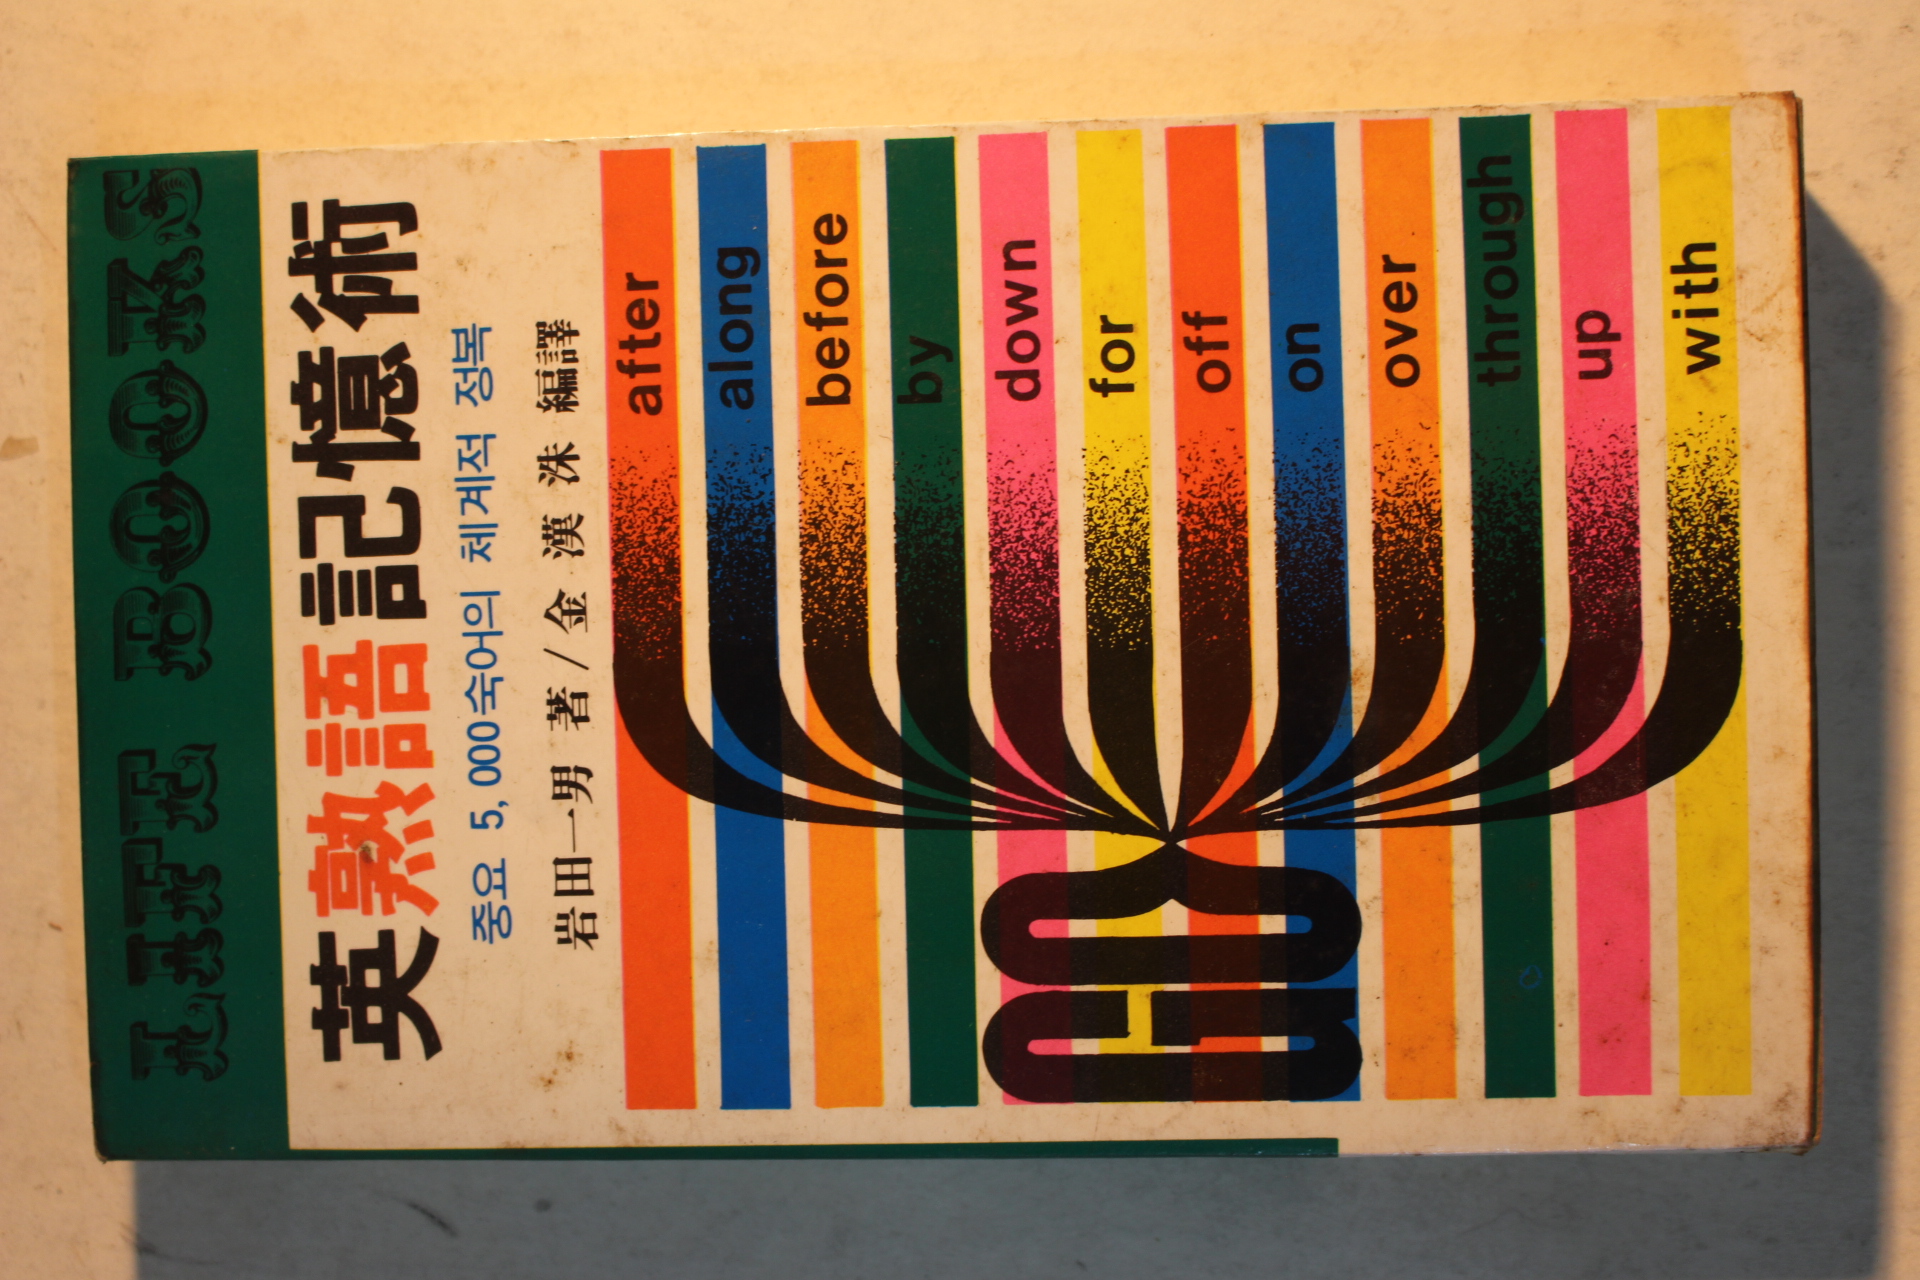 LIFE BOOKS
英熟語記憶術
중요 5,000숙어의 체계적 정복
岩田一男 著/金漢洙 編譯
after
along
before
by
down
for
off
on
over
through
up
with
GO